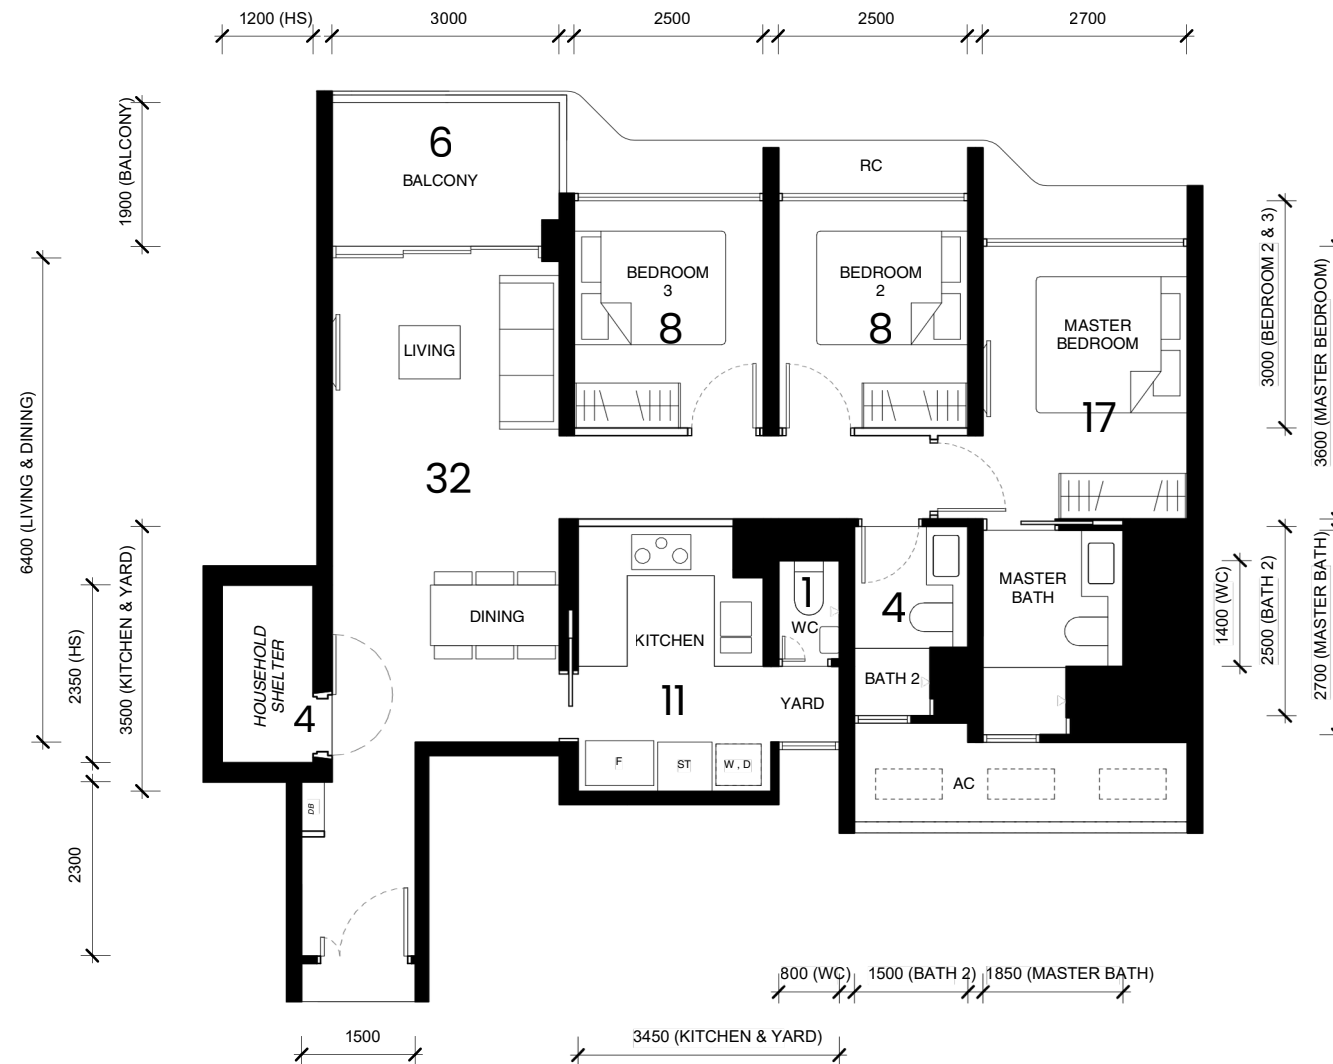 1200 (HS)
3000
2500
2500
2700
1900 (BALCONY)
6
BALCONY
RC
3000 (BEDROOM 2 & 3)
3600 (MASTER BEDROOM)
BEDROOM
3
8
BEDROOM
2
8
MASTER
BEDROOM
17
LIVING
6400 (LIVING & DINING)
32
3500 (KITCHEN & YARD)
2350 (HS)
HOUSEHOLD
SHELTER
4
DINING
KITCHEN
11
1
WC
YARD
4
BATH 2
MASTER
BATH
1400 (WC)
2500 (BATH 2)
2700 (MASTER BATH)
F
ST
W , D
AC
DB
2300
800 (WC)
1500 (BATH 2)
1850 (MASTER BATH)
1500
3450 (KITCHEN & YARD)